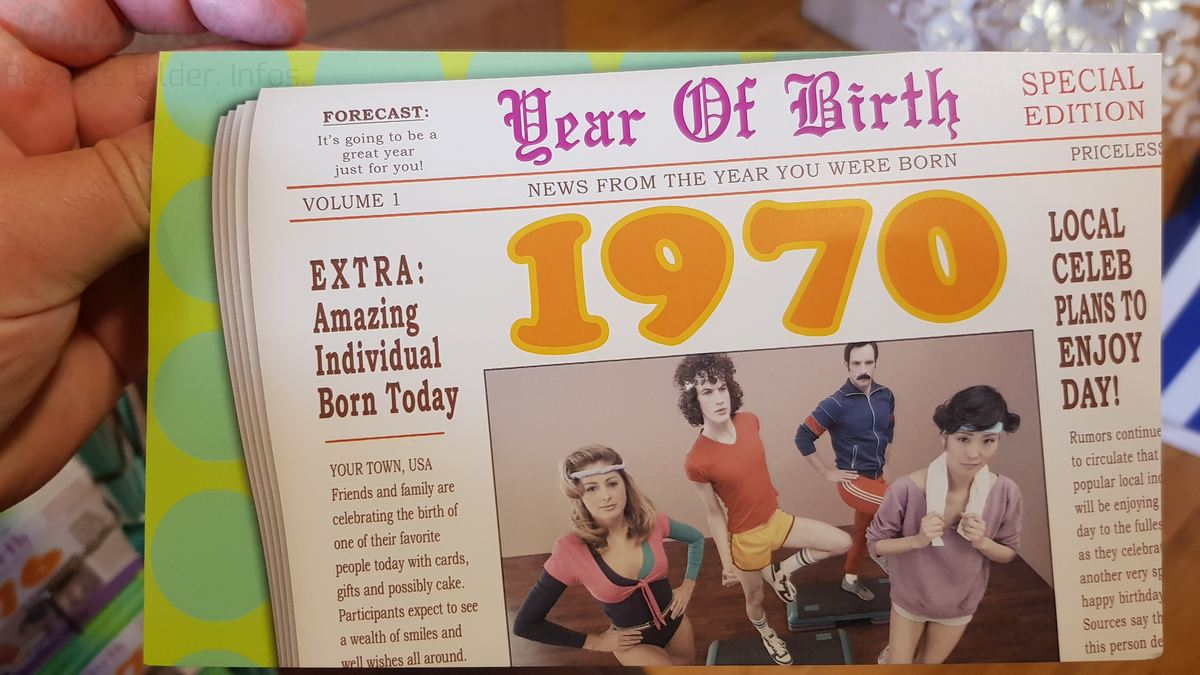 Rezepte. Bilder. Infos.
FORECAST:
It's going to be a
great year
just for you!
Year Of Birth
SPECIAL
EDITION
VOLUME 1
NEWS FROM THE YEAR YOU WERE BORN
PRICELESS
1970
EXTRA:
Amazing
Individual
Born Today
YOUR TOWN, USA
Friends and family are
celebrating the birth of
one of their favorite
people today with cards,
gifts and possibly cake.
Participants expect to see
a wealth of smiles and
well wishes all around.
LOCAL
CELEB
PLANS TO
ENJOY
DAY!
Rumors continue
to circulate that
popular local
will be enjoying
day to the
as they
another very
happy birthday
Sources say
this person